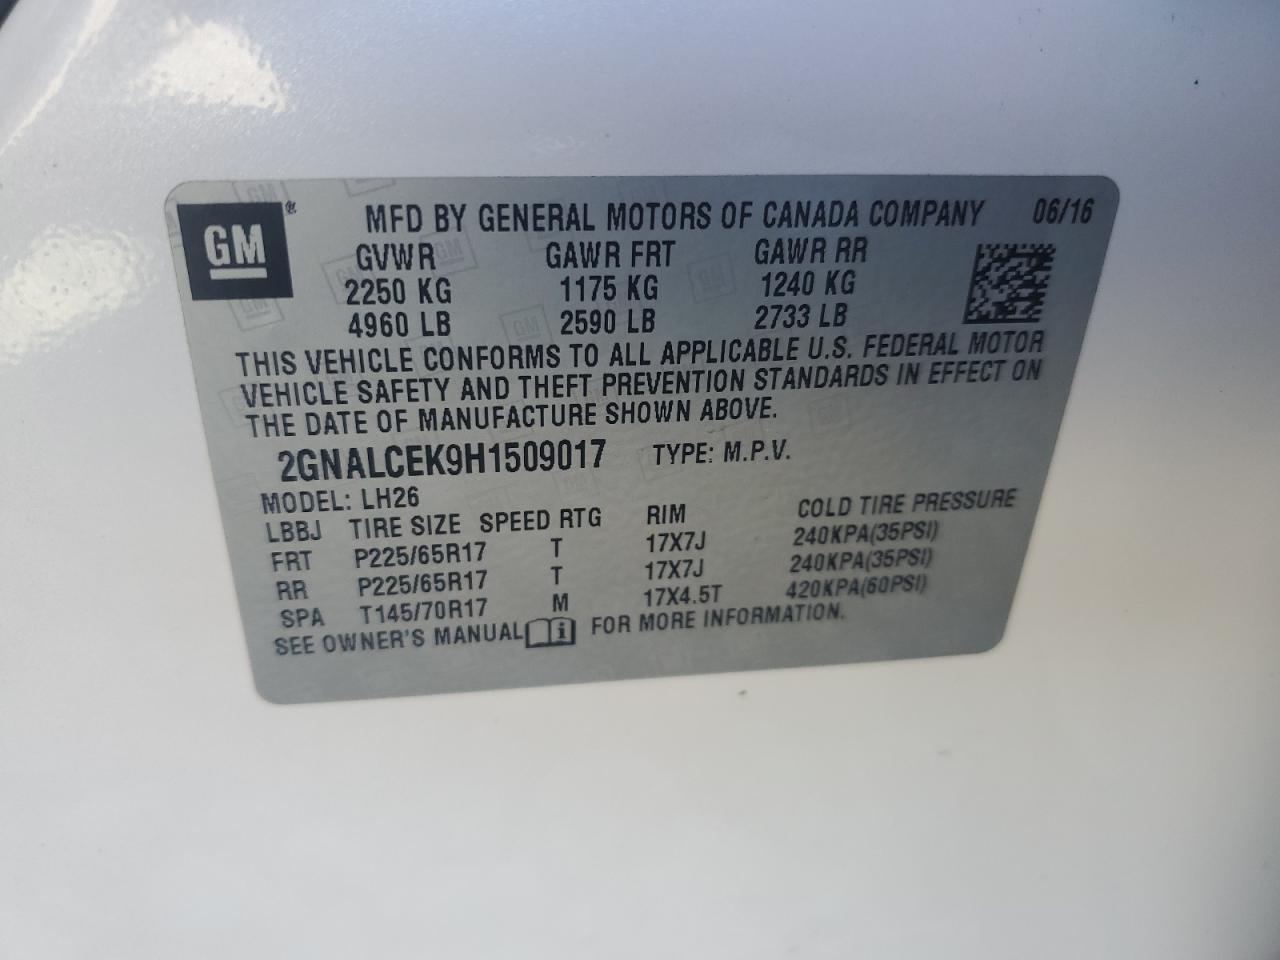 GM®
MFD BY GENERAL MOTORS OF CANADA COMPANY 06/16
GVWR GAWR FRT GAWR RR
2250 KG 1175 KG 1240 KG
4960 LB 2590 LB 2733 LB
THIS VEHICLE CONFORMS TO ALL APPLICABLE U.S. FEDERAL MOTOR
VEHICLE SAFETY AND THEFT PREVENTION STANDARDS IN EFFECT ON
THE DATE OF MANUFACTURE SHOWN ABOVE.
2GNALCEK9H1509017 TYPE: M.P.V.
MODEL: LH26
LBBJ TIRE SIZE SPEED RTG RIM COLD TIRE PRESSURE
FRT P225/65R17 T 17X7J 240KPA(35PSI)
RR P225/65R17 T 17X7J 240KPA(35PSI)
SPA T145/70R17 M 17X4.5T 420KPA(60PSI)
SEE OWNER'S MANUAL FOR MORE INFORMATION.